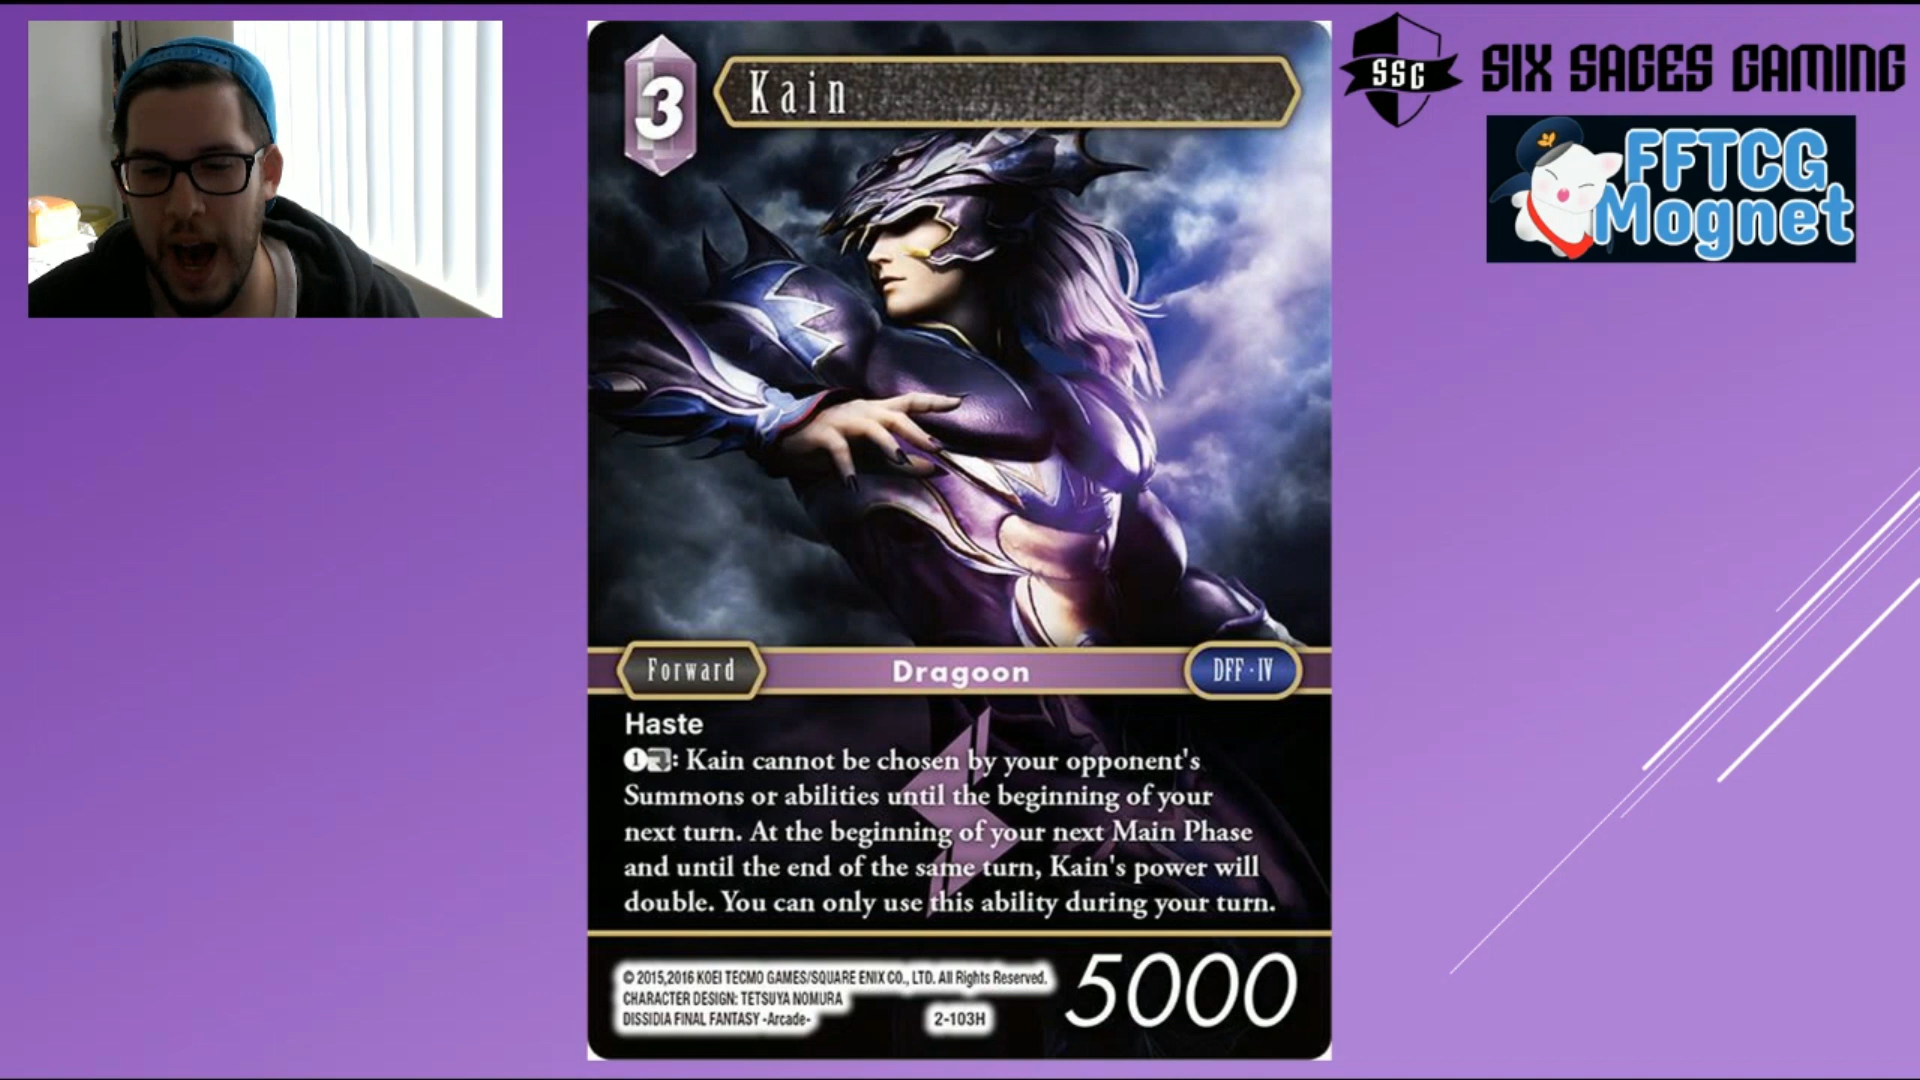 3
Kain
SSG
SIX SAGES GAMING
FFTCG
Mognet
Forward
Dragoon
DFF・IV
Haste
1: Kain cannot be chosen by your opponent's
Summons or abilities until the beginning of your
next turn. At the beginning of your next Main Phase
and until the end of the same turn, Kain's power will
double. You can only use this ability during your turn.
© 2015,2016 KOEI TECMO GAMES/SQUARE ENIX CO., LTD. All Rights Reserved.
CHARACTER DESIGN: TETSUYA NOMURA
DISSIDIA FINAL FANTASY -Arcade-
2-103H
5000